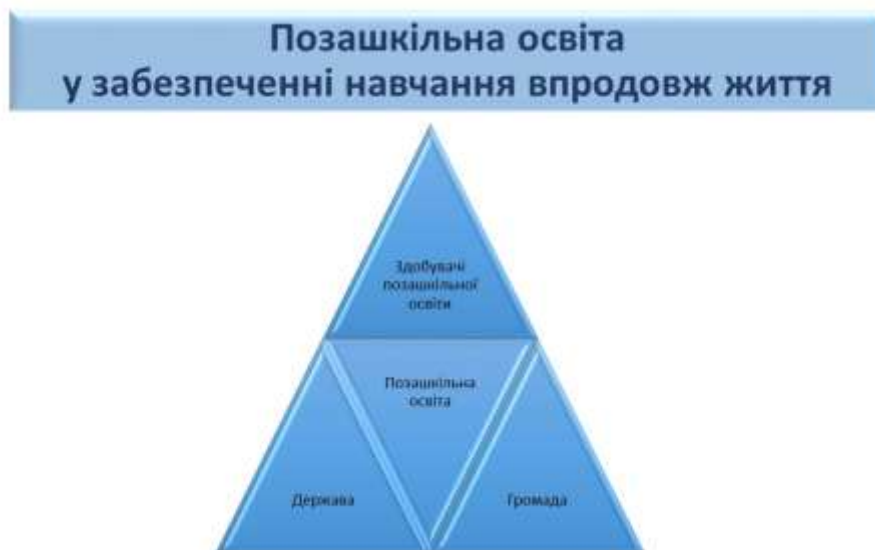 Позашкільна освіта
у забезпеченні навчання впродовж життя
Здобувачі
позашкільної
освіти
Позашкільна
освіта
Держава
Громада